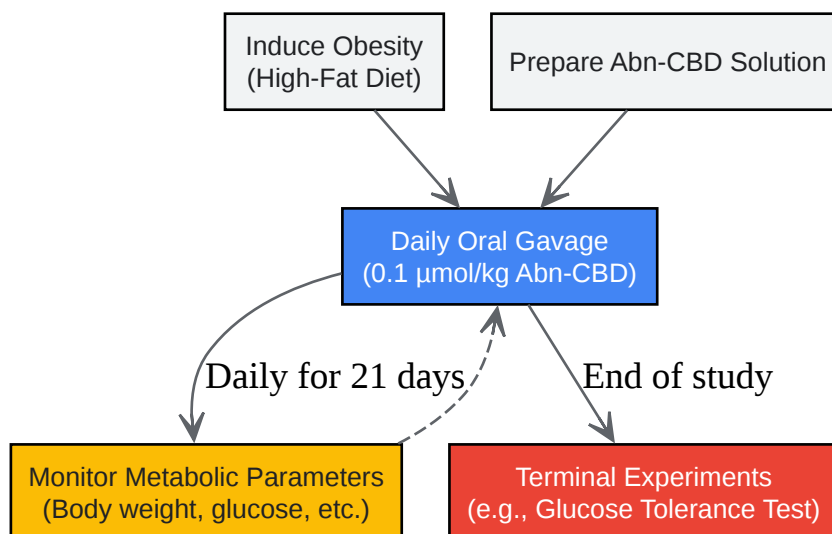 Induce Obesity
(High-Fat Diet)
Prepare Abn-CBD Solution
Daily Oral Gavage
(0.1 µmol/kg Abn-CBD)
Daily for 21 days
End of study
Monitor Metabolic Parameters
(Body weight, glucose, etc.)
Terminal Experiments
(e.g., Glucose Tolerance Test)